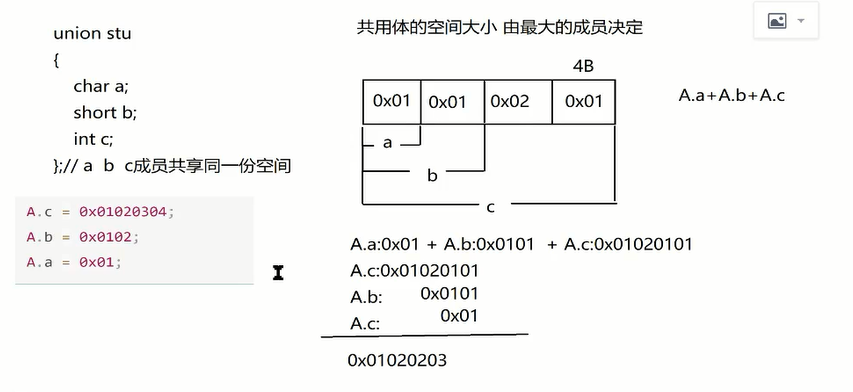 union stu
{
char a;
short b;
int c;
};// a b c成员共享同一份空间
A.c = 0x01020304;
A.b = 0x0102;
A.a = 0x01;
共用体的空间大小 由最大的成员决定
4B
0x01 0x01 0x02 0x01
a
b
c
A.a+A.b+A.c
A.a:0x01 + A.b:0x0101 + A.c:0x01020101
A.c:0x01020101
A.b: 0x0101
A.c: 0x01
0x01020203